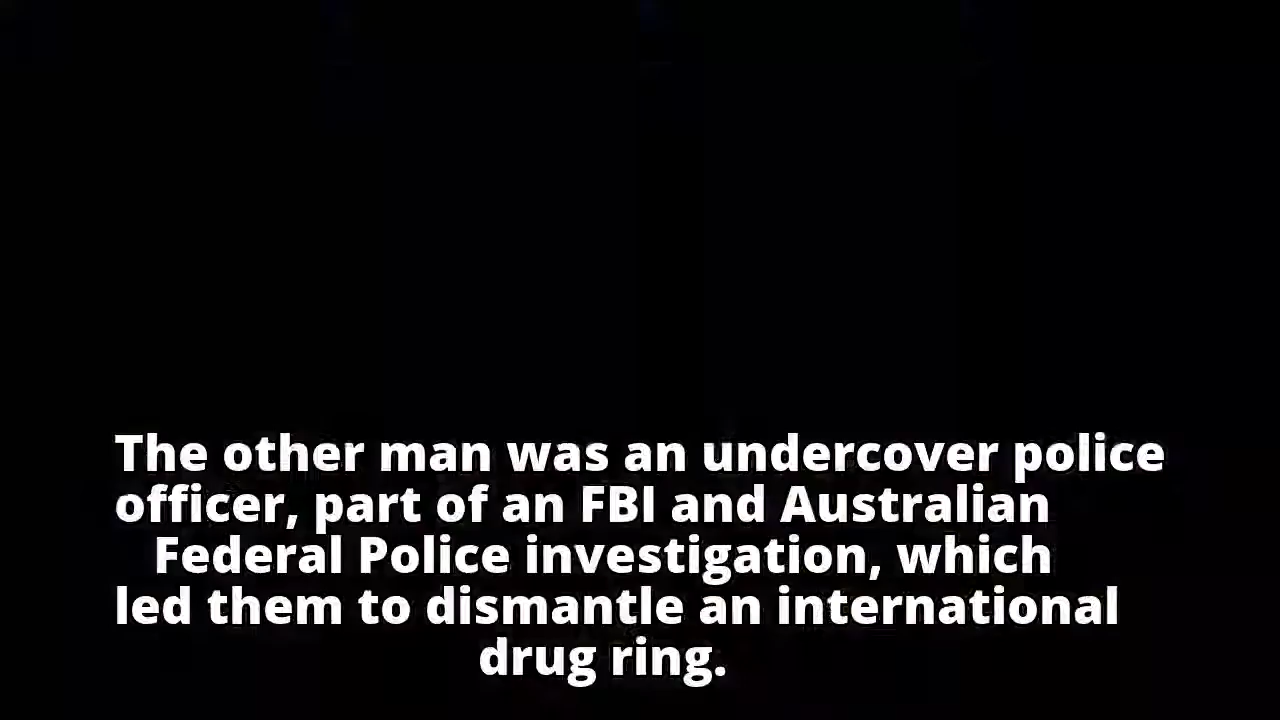 The other man was an undercover police
officer, part of an FBI and Australian
Federal Police investigation, which
led them to dismantle an international
drug ring.